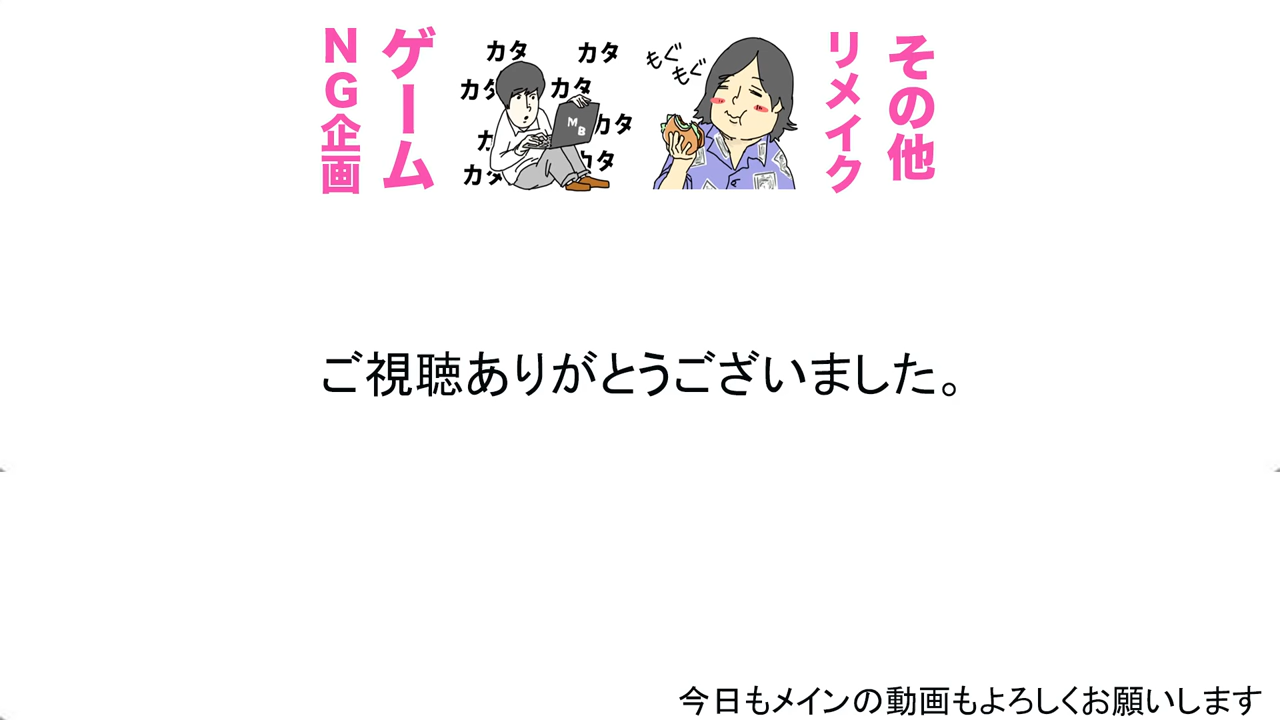 その他
リメイク
もぐ
もぐ
カタ
カタ
カタ
カタ
カタ
カタ
カタ
MB
ゲーム
NG企画
ご視聴ありがとうございました。
今日もメインの動画もよろしくお願いします